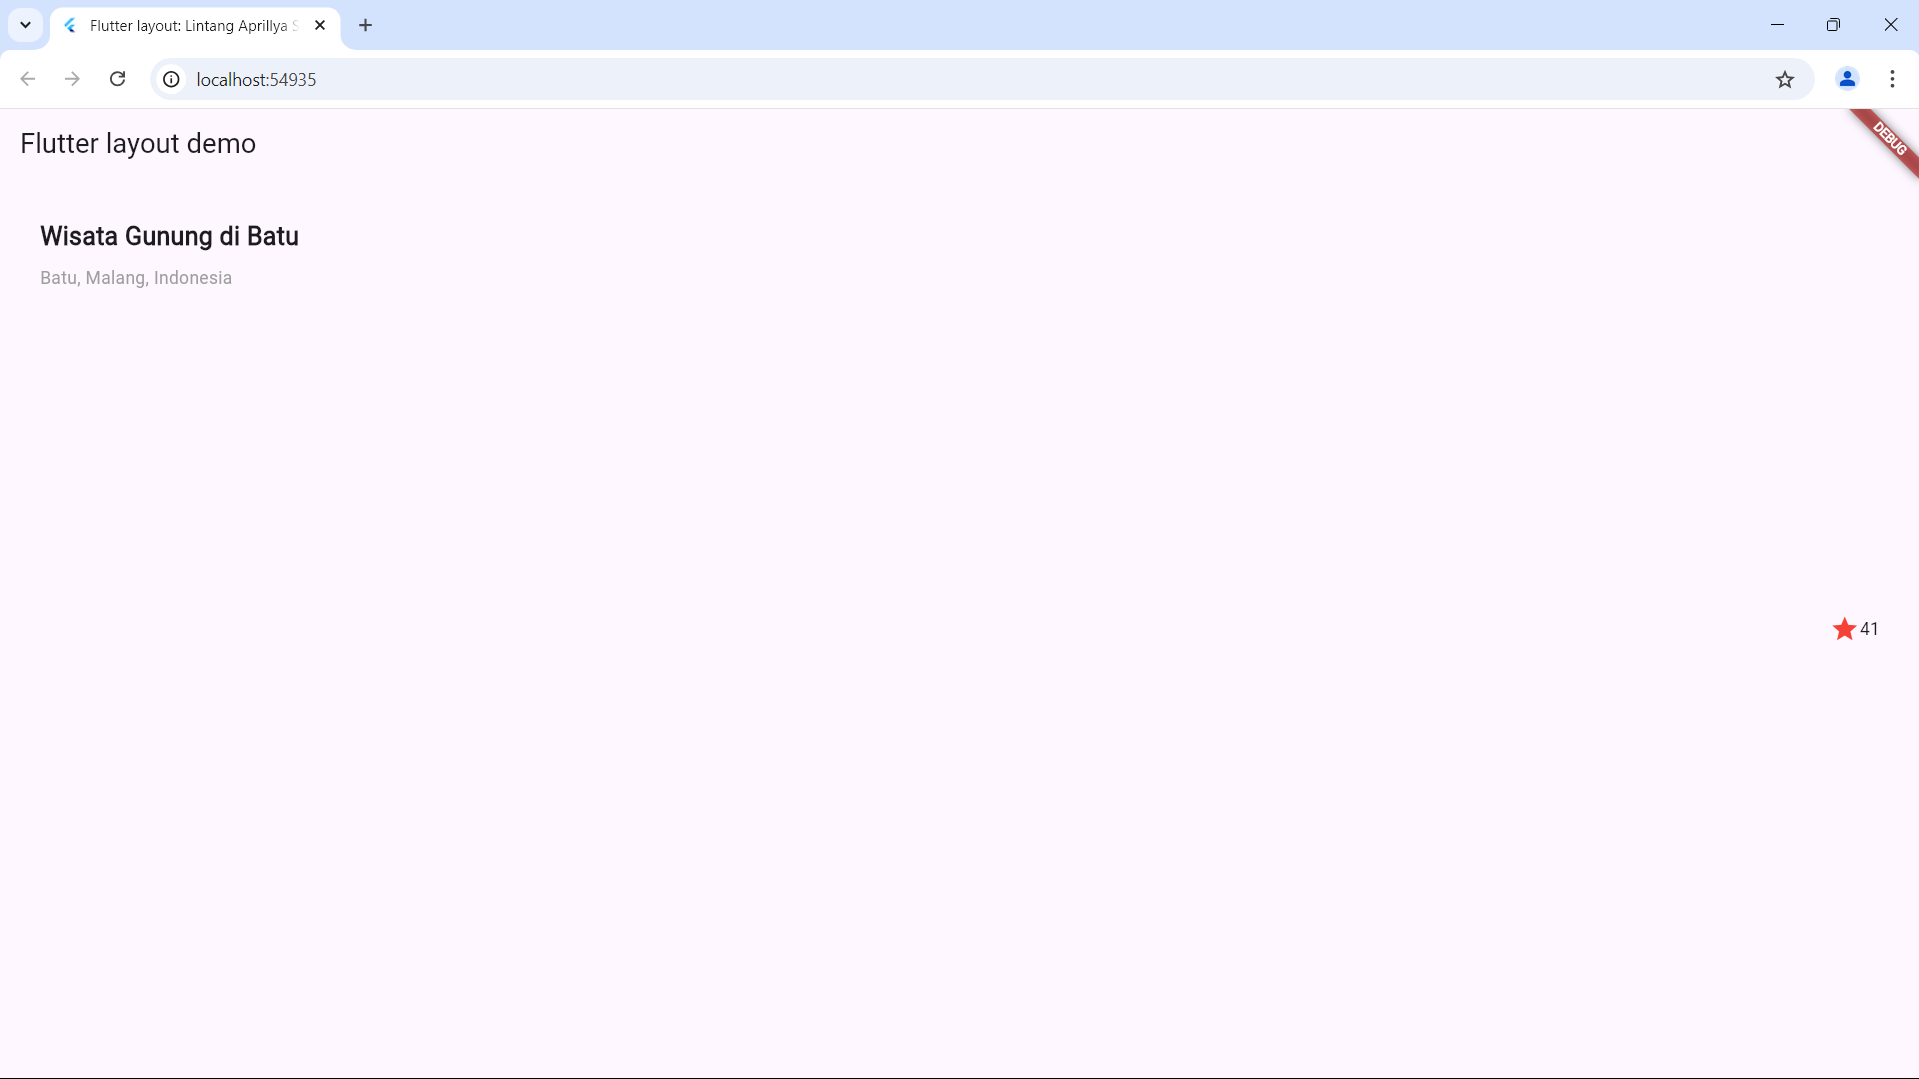 Flutter layout: Lintang Aprillya S
localhost:54935
Flutter layout demo
DEBUG
Wisata Gunung di Batu
Batu, Malang, Indonesia
41